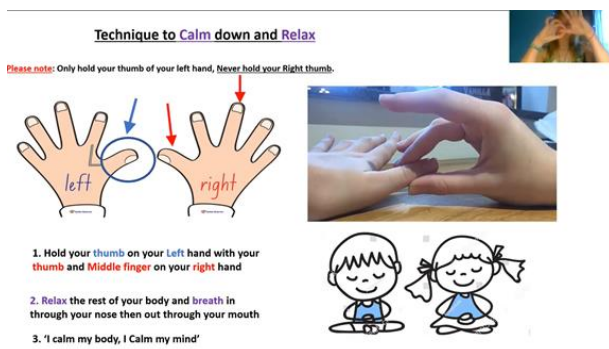 Technique to Calm down and Relax
Please note: Only hold your thumb of your left hand, Never hold your Right thumb.
left
right
1. Hold your thumb on your Left hand with your
thumb and Middle finger on your right hand
2. Relax the rest of your body and breath in
through your nose then out through your mouth
3. 'I calm my body, I Calm my mind'